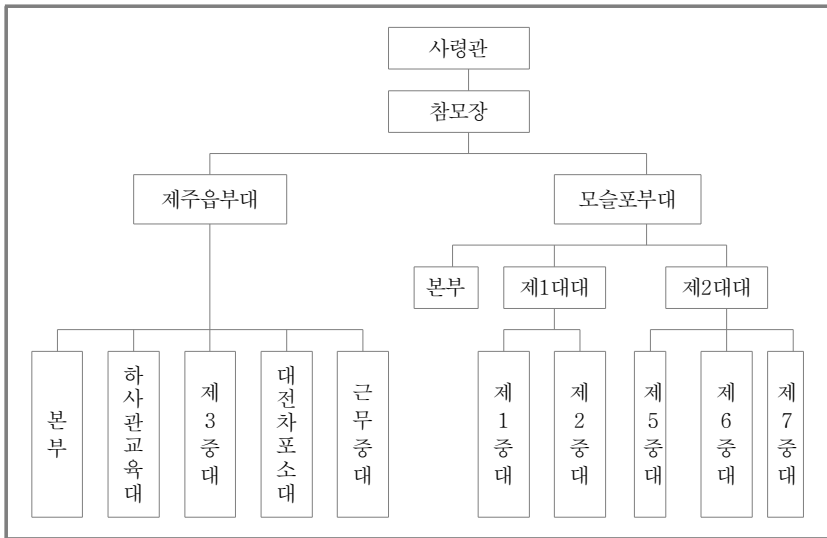 사령관
참모장
제주읍부대
모슬포부대
본부
제1대대
제2대대
본부
하사관교육대
제3중대
대전차포소대
근무중대
제1중대
제2중대
제5중대
제6중대
제7중대